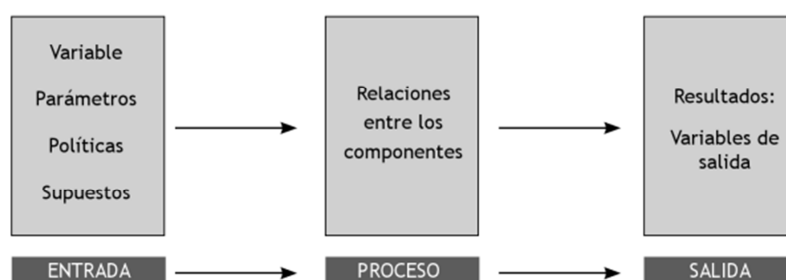 Variable
Parámetros
Políticas
Supuestos
Relaciones
entre los
componentes
Resultados:
Variables de
salida
ENTRADA
PROCESO
SALIDA